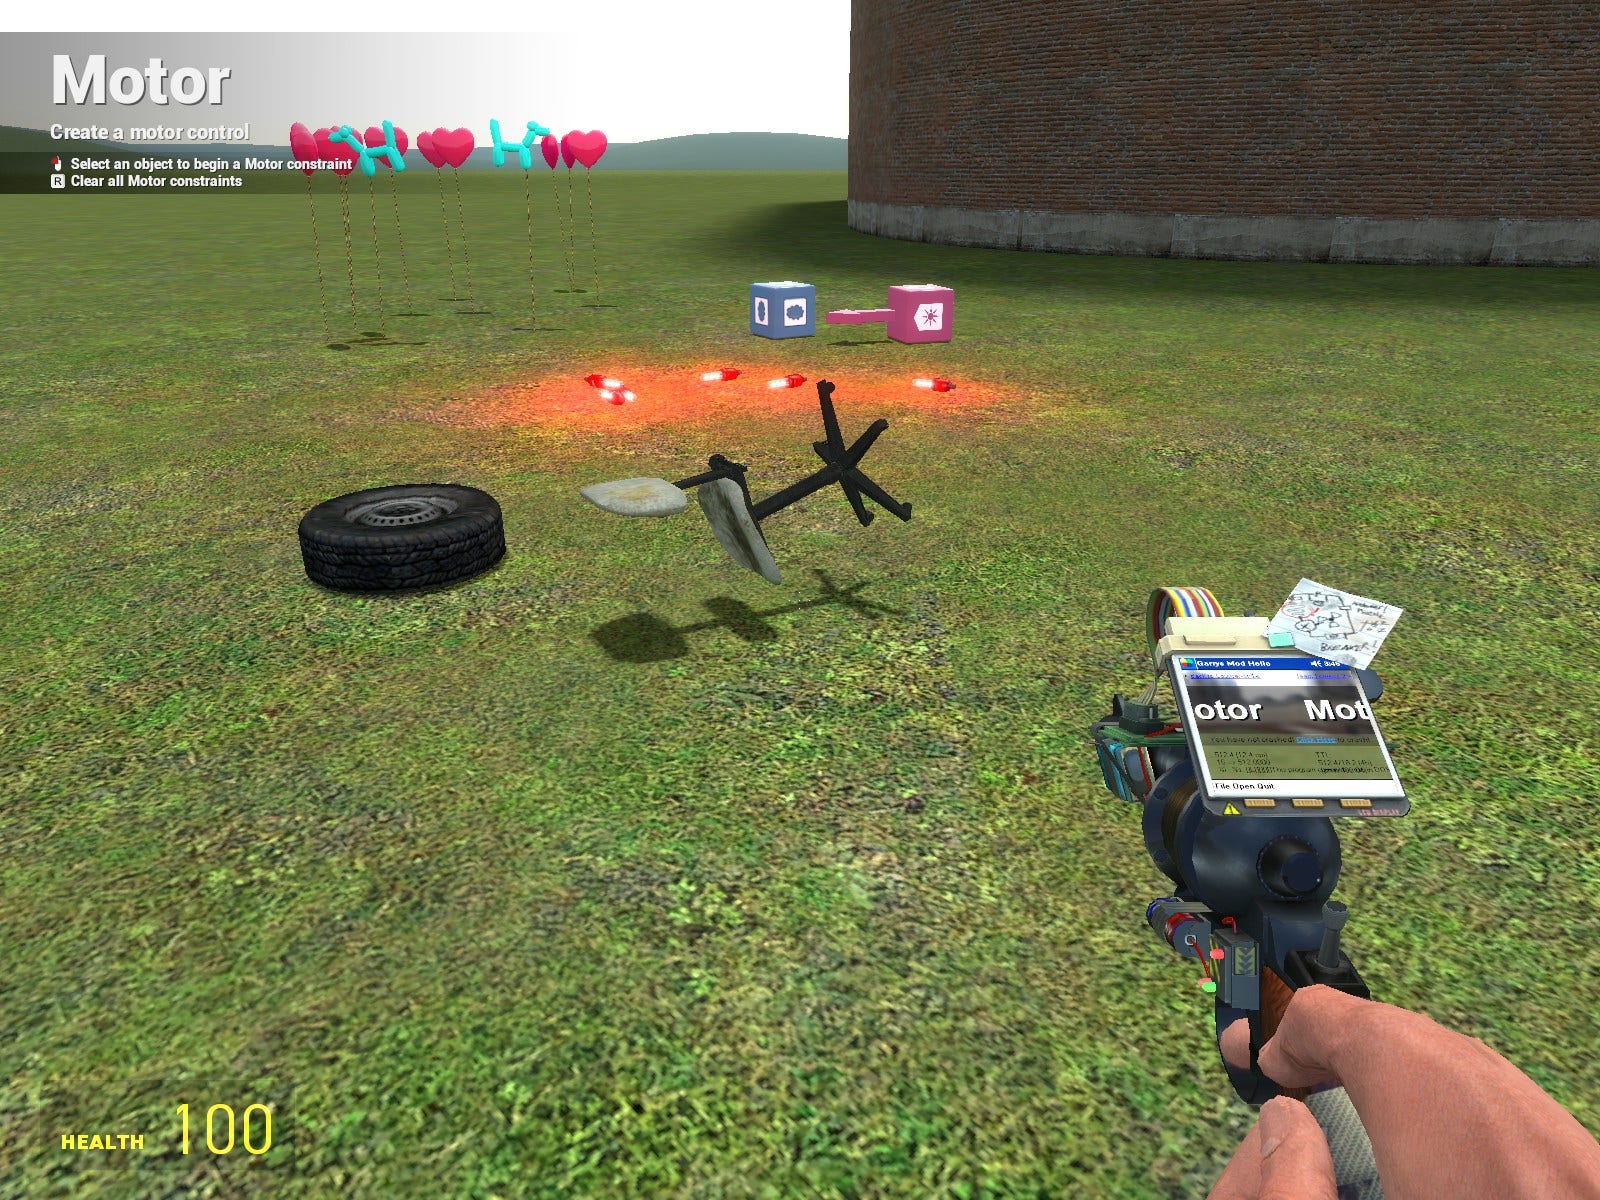 Motor
Create a motor control
Select an object to begin a Motor constraint
R Clear all Motor constraints
Garrys Mod Hello
otor Mot
File Open Quit
HEALTH 100